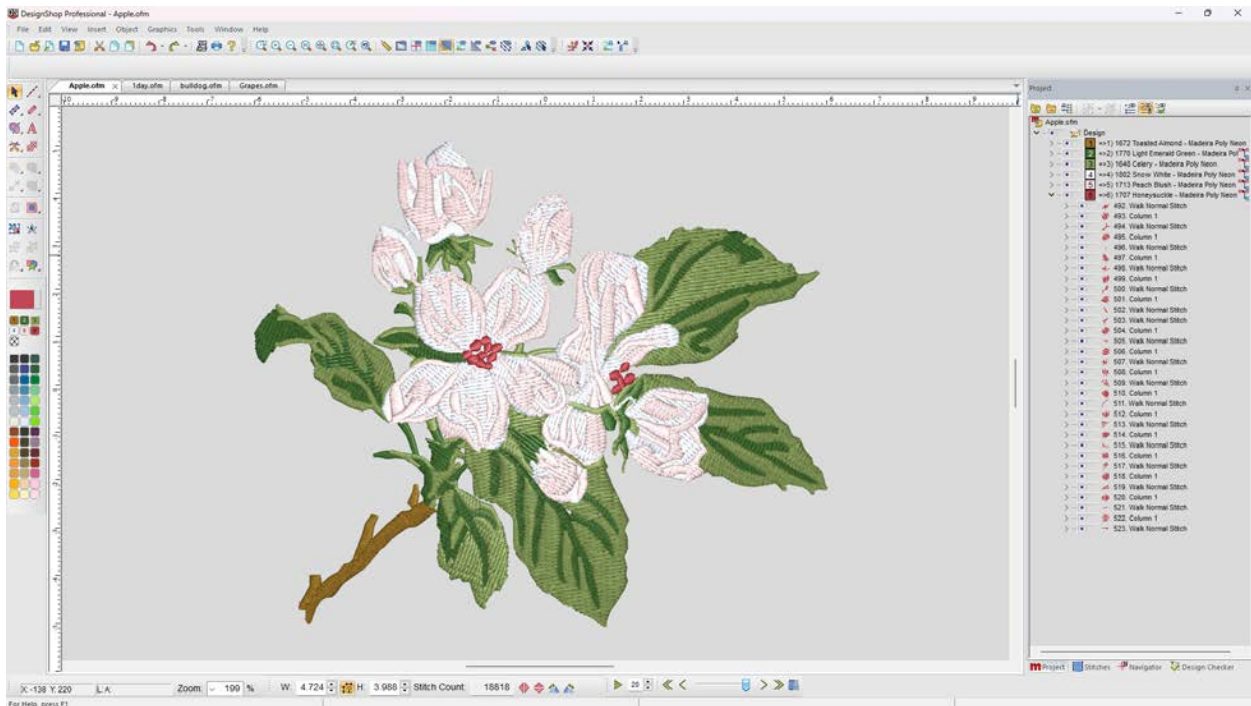 DesignShop Professional - Apple.ofm
File Edit View Insert Object Graphics Tools Window Help
Apple.ofm
1day.ofm
bulldog.ofm
Grapes.ofm
Project
Apple.ofm
Design
1 =>1) 1672 Toasted Almond - Madeira Poly Neon
2 =>2) 1770 Light Emerald Green - Madeira Pol
3 =>3) 1648 Celery - Madeira Poly Neon
4 =>4) 1802 Snow White - Madeira Poly Neon
5 =>5) 1713 Peach Blush - Madeira Poly Neon
6 =>6) 1707 Honeysuckle - Madeira Poly Neon
492. Walk Normal Stitch
493. Column 1
494. Walk Normal Stitch
495. Column 1
496. Walk Normal Stitch
497. Column 1
498. Walk Normal Stitch
499. Column 1
500. Walk Normal Stitch
501. Column 1
502. Walk Normal Stitch
503. Walk Normal Stitch
504. Column 1
505. Walk Normal Stitch
506. Column 1
507. Walk Normal Stitch
508. Column 1
509. Walk Normal Stitch
510. Column 1
511. Walk Normal Stitch
512. Column 1
513. Walk Normal Stitch
514. Column 1
515. Walk Normal Stitch
516. Column 1
517. Walk Normal Stitch
518. Column 1
519. Walk Normal Stitch
520. Column 1
521. Walk Normal Stitch
522. Column 1
523. Walk Normal Stitch
Project Stitches Navigator Design Checker
X: -138 Y: 220 L: A: Zoom: 199 % W: 4.724 H: 3.988 Stitch Count: 18818 20
For Help, press F1